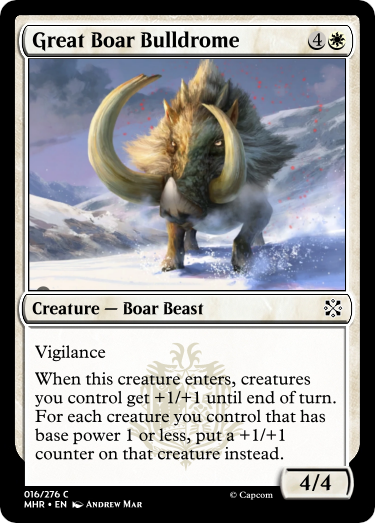 Great Boar Bulldrome 4
Creature — Boar Beast
Vigilance
When this creature enters, creatures
you control get +1/+1 until end of turn.
For each creature you control that has
base power 1 or less, put a +1/+1
counter on that creature instead.
4/4
016/276 C
MHR • EN Andrew Mar
© Capcom